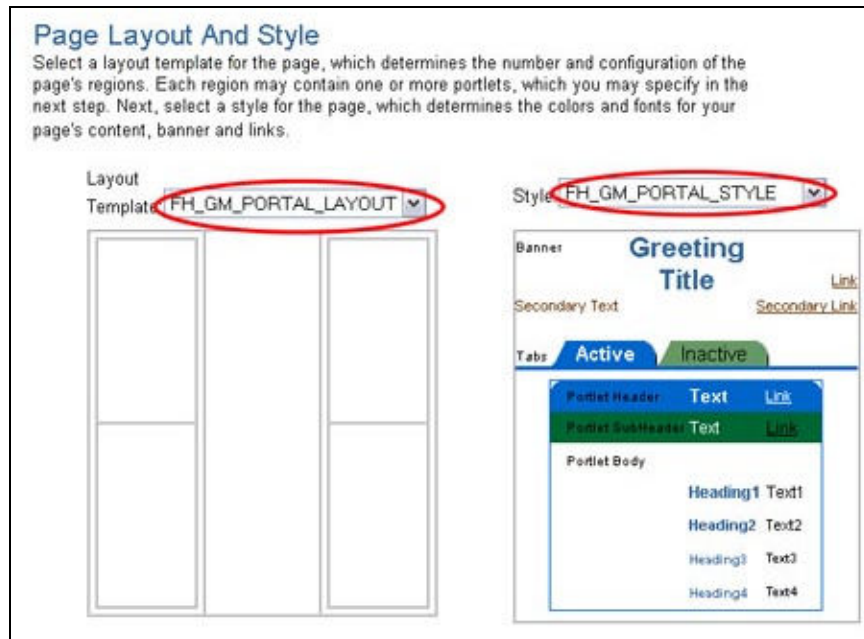 Page Layout And Style
Select a layout template for the page, which determines the number and configuration of the
page's regions. Each region may contain one or more portlets, which you may specify in the
next step. Next, select a style for the page, which determines the colors and fonts for your
page's content, banner and links.
Layout
Template FH_GM_PORTAL_LAYOUT
Style FH_GM_PORTAL_STYLE
Banner Greeting
Title Link
Secondary Text Secondary Link
Tabs Active Inactive
Portlet Header Text Link
Portlet SubHeader Text Link
Portlet Body
Heading1 Text1
Heading2 Text2
Heading3 Text3
Heading4 Text4